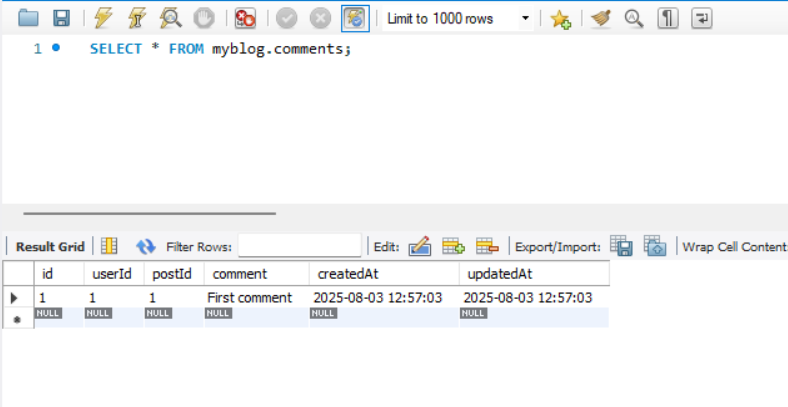 Limit to 1000 rows
1 SELECT * FROM myblog.comments;
Result Grid Filter Rows: Edit: Export/Import: Wrap Cell Content
id userId postId comment createdAt updatedAt
1 1 1 First comment 2025-08-03 12:57:03 2025-08-03 12:57:03
NULL NULL NULL NULL NULL NULL